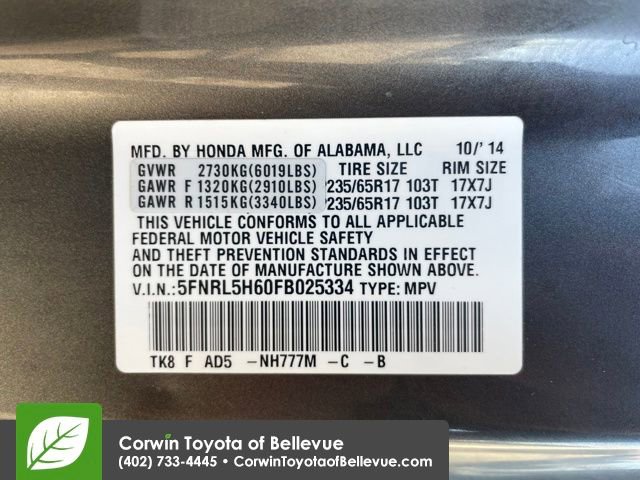 MFD. BY HONDA MFG. OF ALABAMA, LLC 10/'14
GVWR 2730KG(6019LBS) TIRE SIZE RIM SIZE
GAWR F 1320KG(2910LBS) P235/65R17 103T 17X7J
GAWR R 1515KG(3340LBS) P235/65R17 103T 17X7J
THIS VEHICLE CONFORMS TO ALL APPLICABLE
FEDERAL MOTOR VEHICLE SAFETY
AND THEFT PREVENTION STANDARDS IN EFFECT
ON THE DATE OF MANUFACTURE SHOWN ABOVE.
V.I.N.:5FNRL5H60FB025334 TYPE: MPV
TK8 F AD5 -NH777M -C -B
Corwin Toyota of Bellevue
(402) 733-4445 • CorwinToyotaofBellevue.com